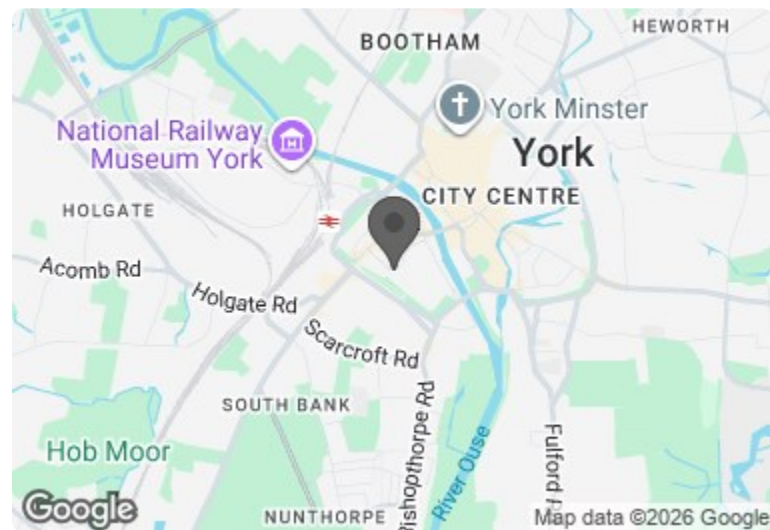 HEWORTH
BOOTHAM
York Minster
National Railway
Museum York
York
CITY CENTRE
HOLGATE
Acomb Rd
Holgate Rd
Scarcroft Rd
SOUTH BANK
Bishopthorpe Rd
River Ouse
Hob Moor
NUNTHORPE
Google
Map data ©2026 Google